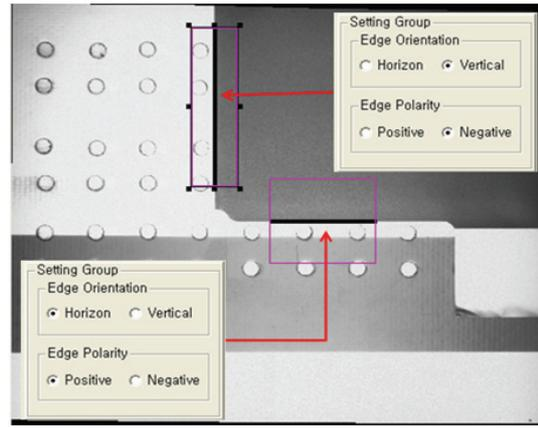 Setting Group
Edge Orientation
Horizon Vertical
Edge Polarity
Positive Negative
Setting Group
Edge Orientation
Horizon Vertical
Edge Polarity
Positive Negative